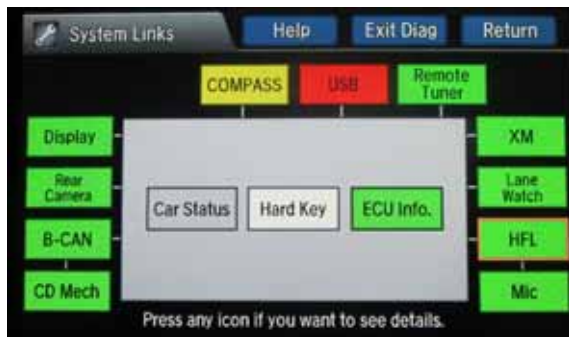 System Links
Help
Exit Diag
Return
COMPASS
USB
Remote
Tuner
Display
XM
Rear
Camera
Lane
Watch
Car Status
Hard Key
ECU Info.
B-CAN
HFL
CD Mech
Mic
Press any icon if you want to see details.